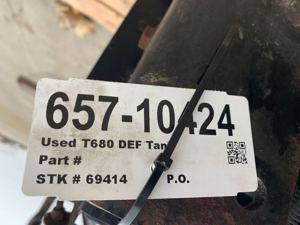 657-10424
Used T680 DEF Tan
Part #
STK # 69414 P.O.